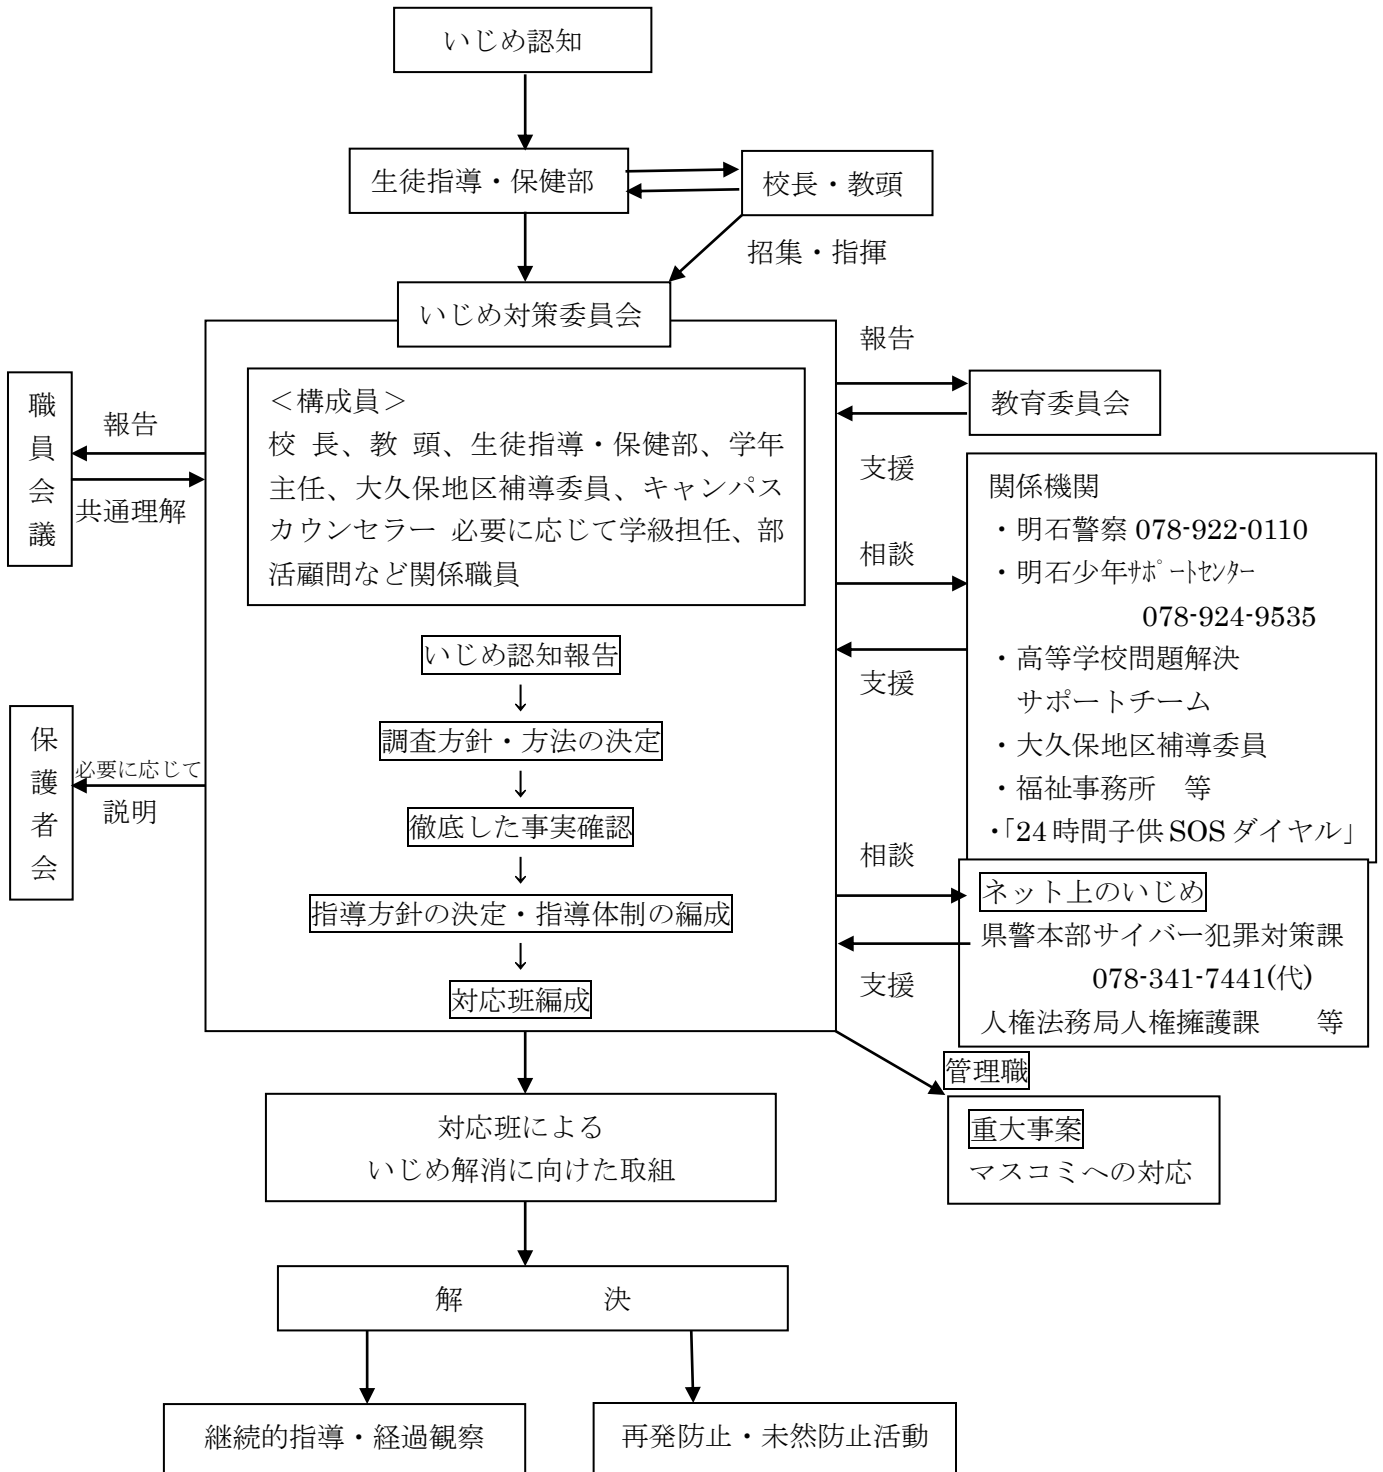 いじめ認知
生徒指導・保健部
校長・教頭
招集・指揮
いじめ対策委員会
＜構成員＞
校 長、教 頭、生徒指導・保健部、学年
主任、大久保地区補導委員、キャンパス
カウンセラー 必要に応じて学級担任、部
活顧問など関係職員
いじめ認知報告
↓
調査方針・方法の決定
↓
徹底した事実確認
↓
指導方針の決定・指導体制の編成
↓
対応班編成
職員会議
報告
共通理解
保護者会
必要に応じて
説明
報告
教育委員会
支援
相談
支援
関係機関
・明石警察 078-922-0110
・明石少年ｻﾎﾟｰﾄｾﾝﾀｰ
078-924-9535
・高等学校問題解決
サポートチーム
・大久保地区補導委員
・福祉事務所　等
・「24時間子供SOSダイヤル」
相談
支援
ネット上のいじめ
県警本部サイバー犯罪対策課
078-341-7441(代)
人権法務局人権擁護課　　等
管理職
重大事案
マスコミへの対応
対応班による
いじめ解消に向けた取組
解　　　　　決
継続的指導・経過観察
再発防止・未然防止活動